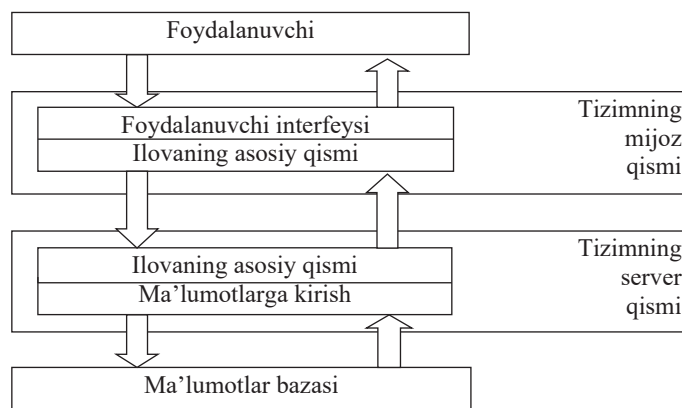 Foydalanuvchi
Foydalanuvchi interfeysi
Ilovaning asosiy qismi
Tizimning
mijoz
qismi
Ilovaning asosiy qismi
Ma’lumotlarga kirish
Tizimning
server
qismi
Ma’lumotlar bazasi